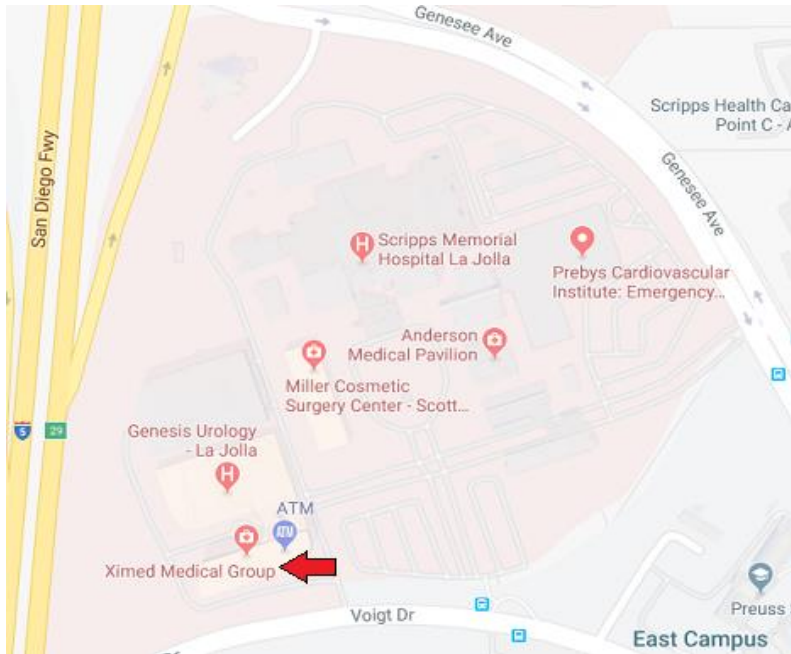 Genesee Ave
San Diego Fwy
Scripps Health Ca
Point C - A
Genesee Ave
H
Scripps Memorial
Hospital La Jolla
Prebys Cardiovascular
Institute: Emergency...
Anderson
Medical Pavilion
Miller Cosmetic
Surgery Center - Scott...
5
29
Genesis Urology
- La Jolla
H
ATM
ATM
Ximed Medical Group
Voigt Dr
Preuss
East Campus